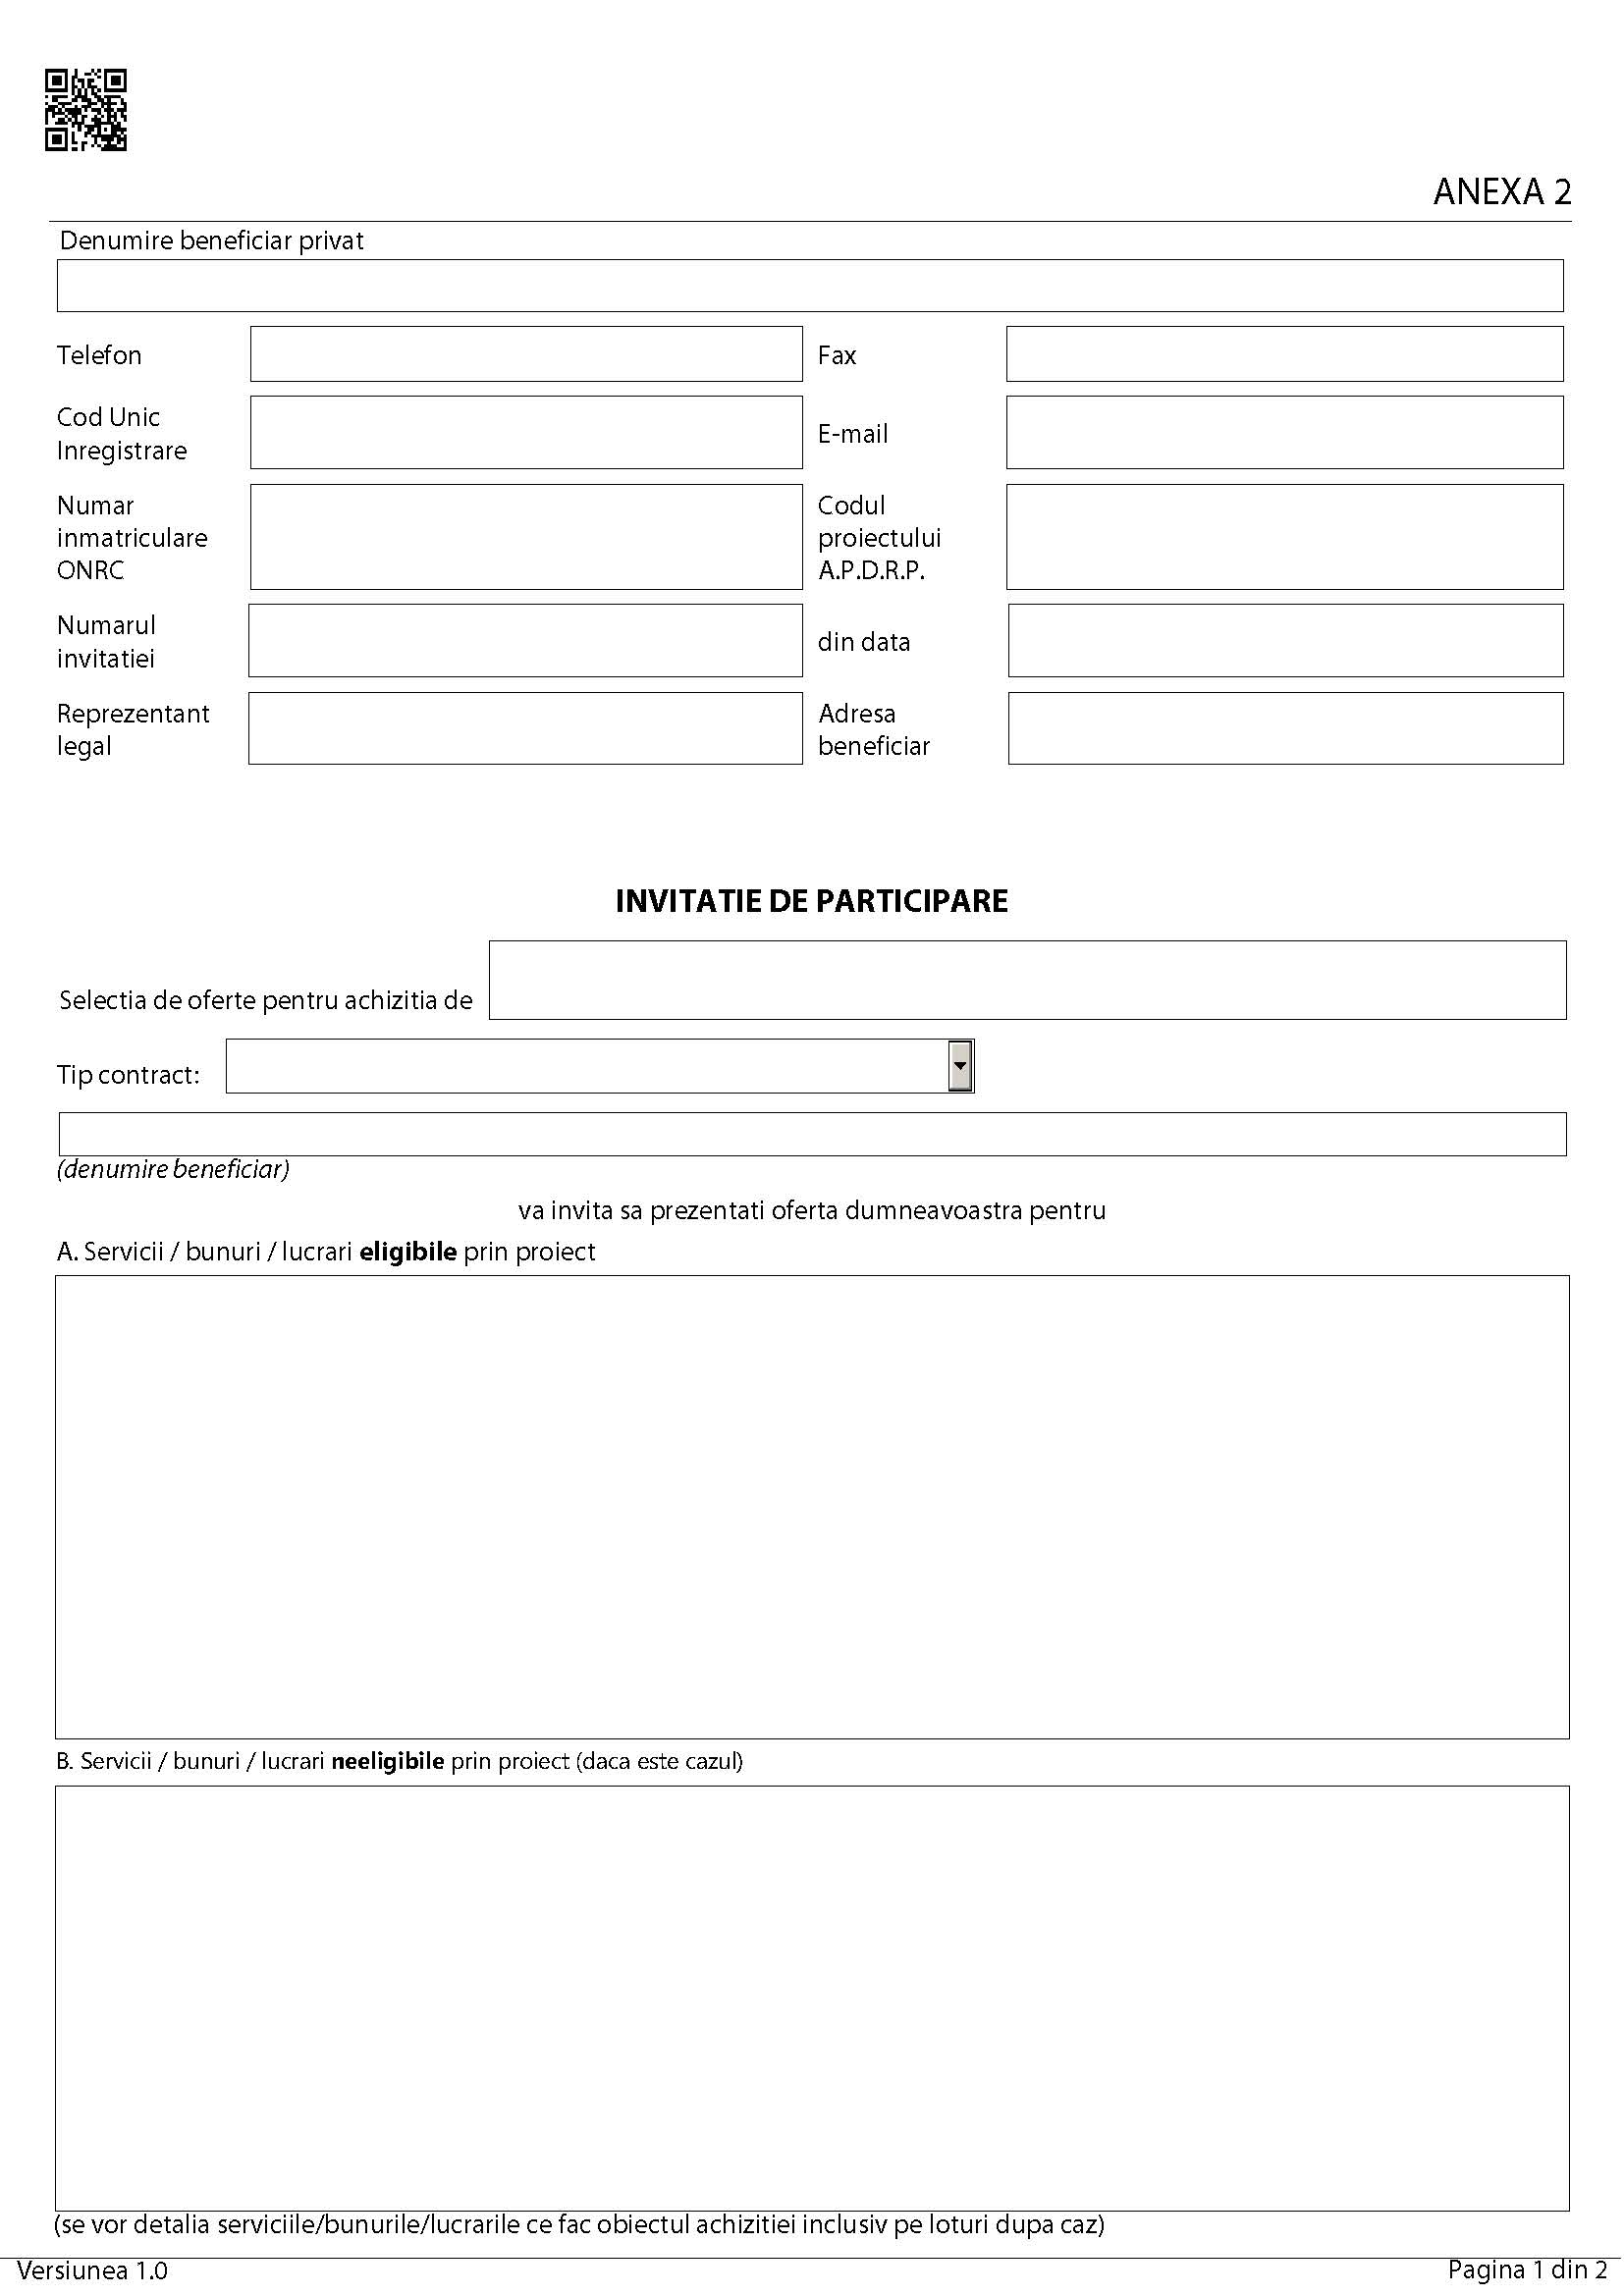 ANEXA 2
Denumire beneficiar privat
Telefon
Fax
Cod Unic
Inregistrare
E-mail
Numar
inmatriculare
ONRC
Codul
proiectului
A.P.D.R.P.
Numarul
invitatiei
din data
Reprezentant
legal
Adresa
beneficiar
INVITATIE DE PARTICIPARE
Selectia de oferte pentru achizitia de
Tip contract:
(denumire beneficiar)
va invita sa prezentati oferta dumneavoastra pentru
A. Servicii / bunuri / lucrari eligibile prin proiect
B. Servicii / bunuri / lucrari neeligibile prin proiect (daca este cazul)
(se vor detalia serviciile/bunurile/lucrarile ce fac obiectul achizitiei inclusiv pe loturi dupa caz)
Versiunea 1.0
Pagina 1 din 2